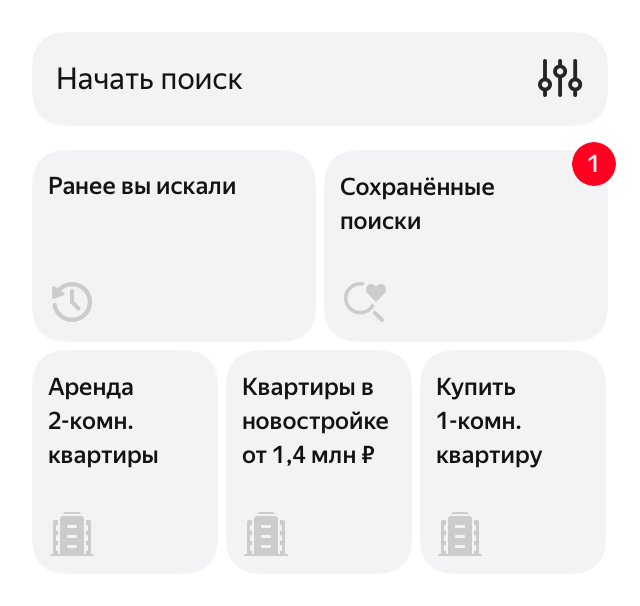 Начать поиск
Ранее вы искали
Сохранённые
поиски
1
Аренда
2-комн.
квартиры
Квартиры в
новостройке
от 1,4 млн ₽
Купить
1-комн.
квартиру